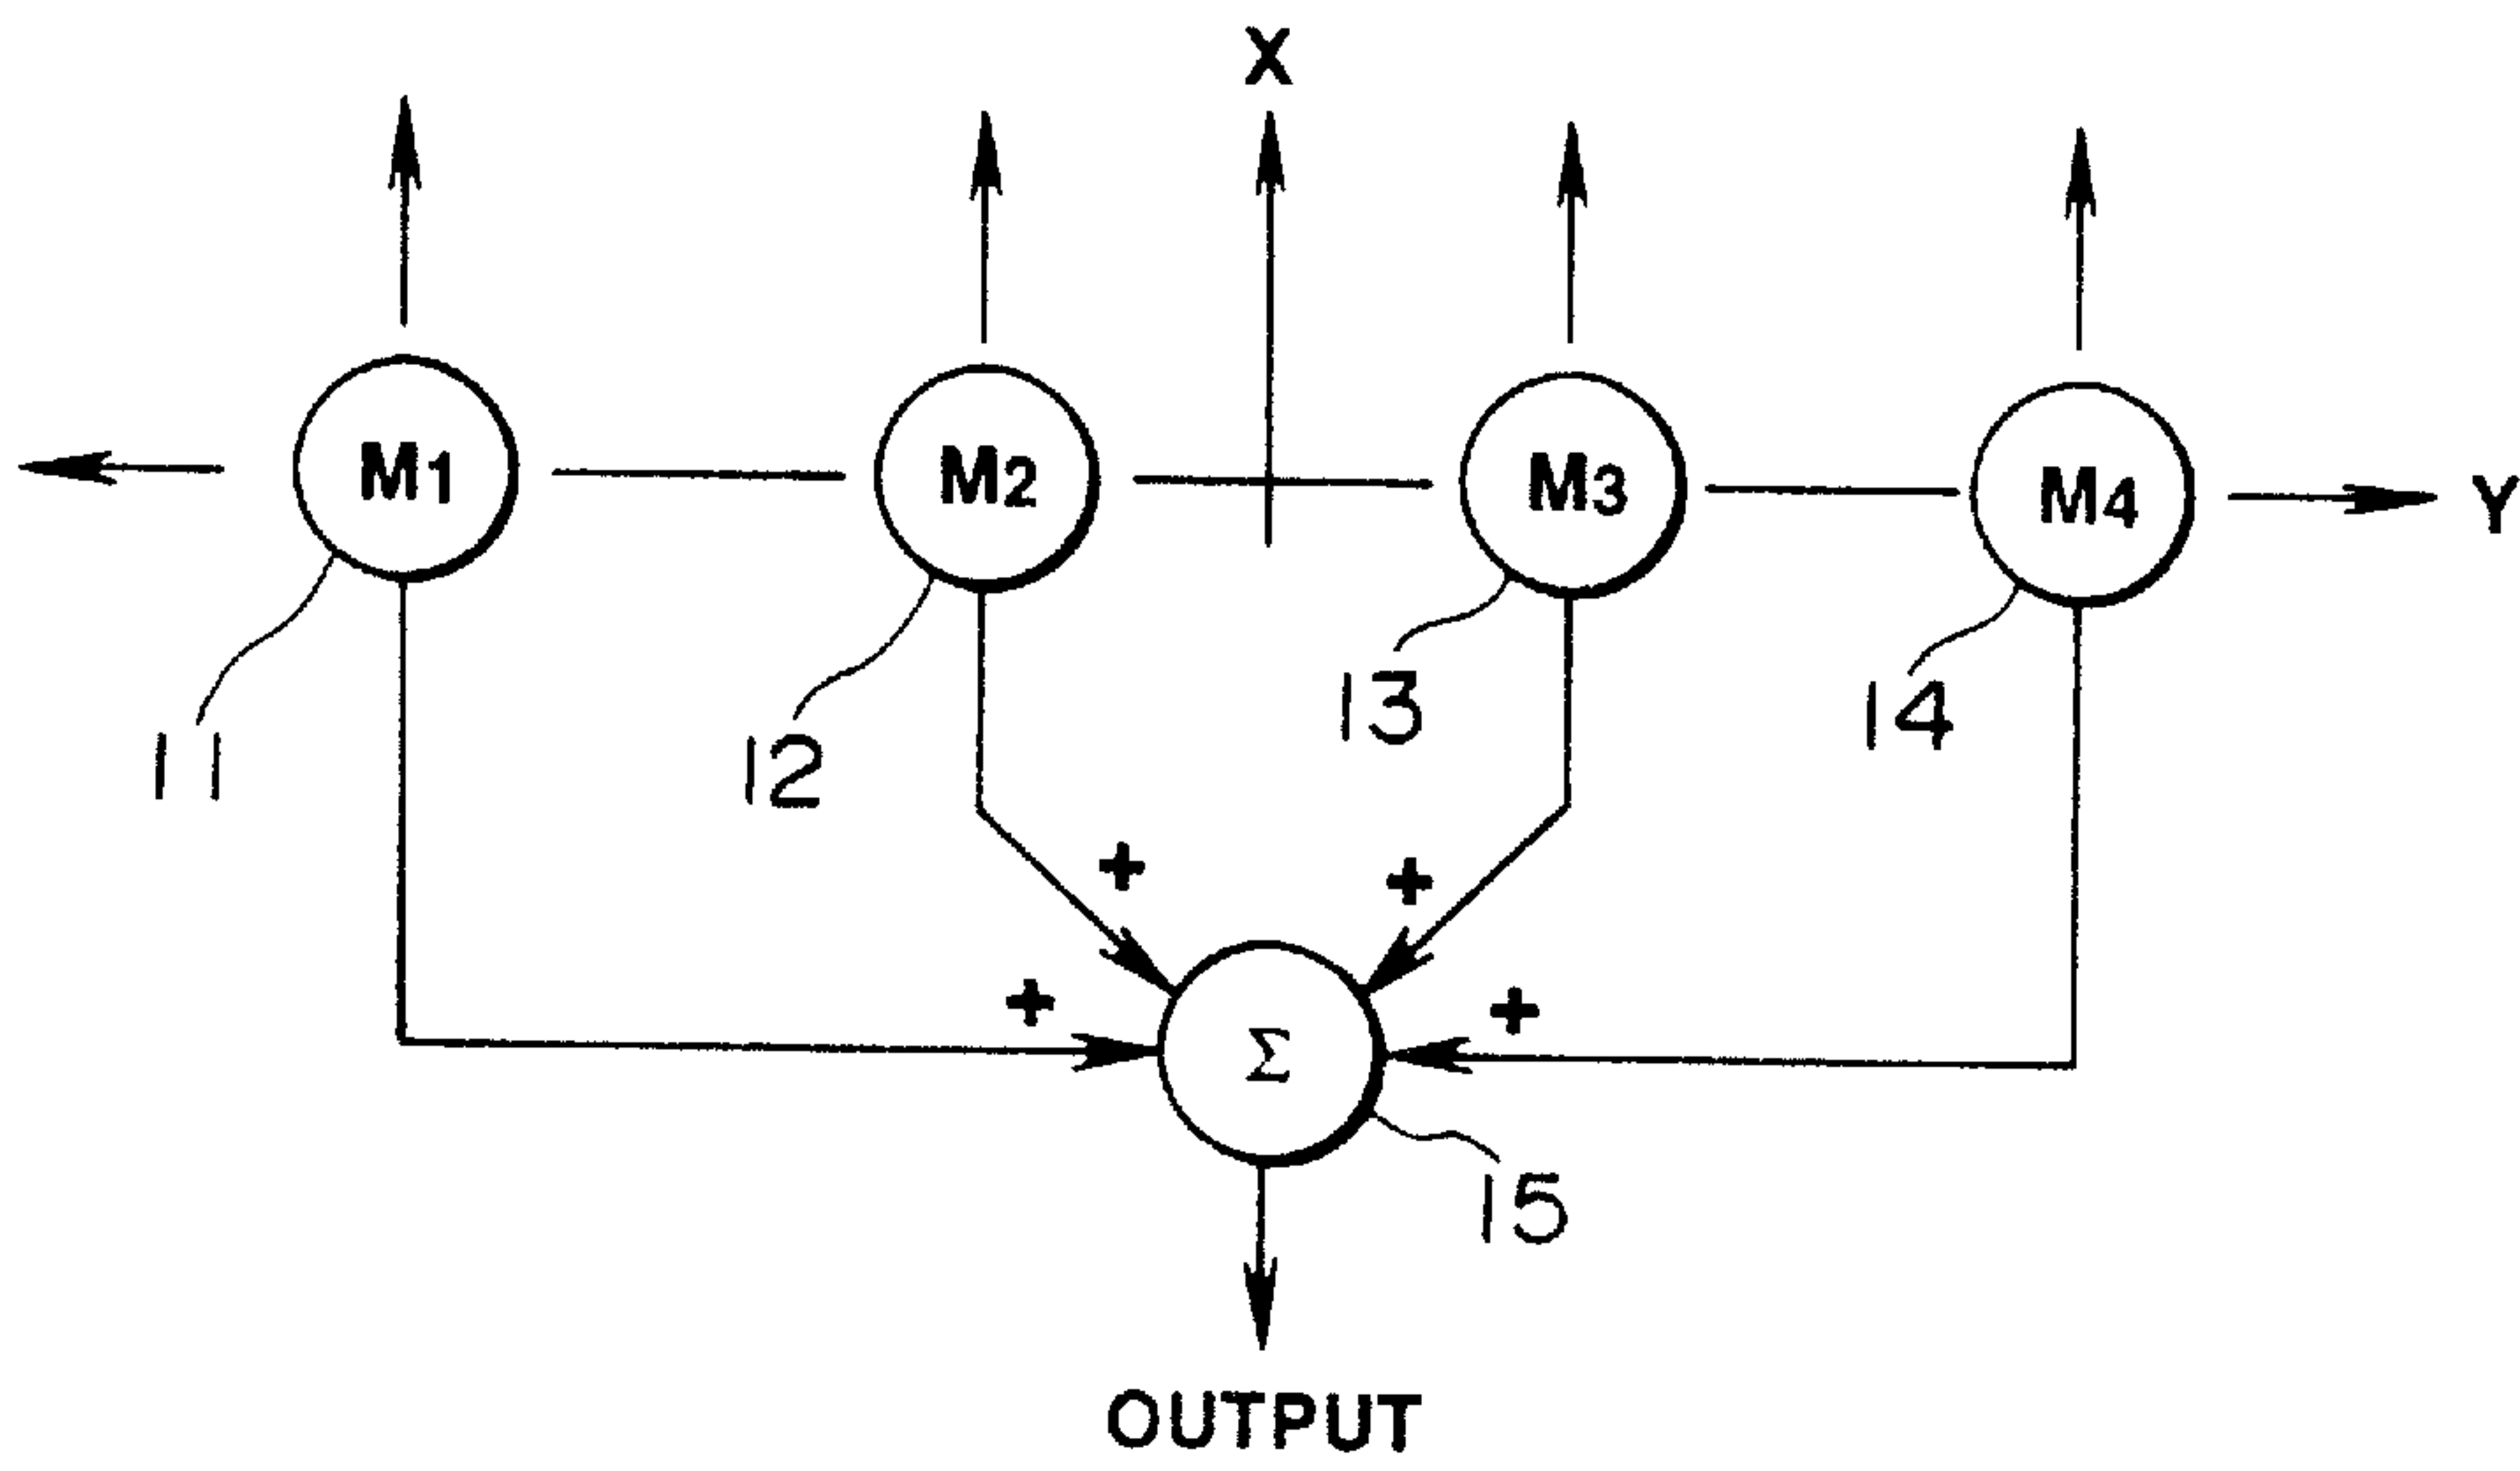 X
M1 M2 M3 M4 Y
11 12 13 14
+ +
+ +
Σ
15
OUTPUT